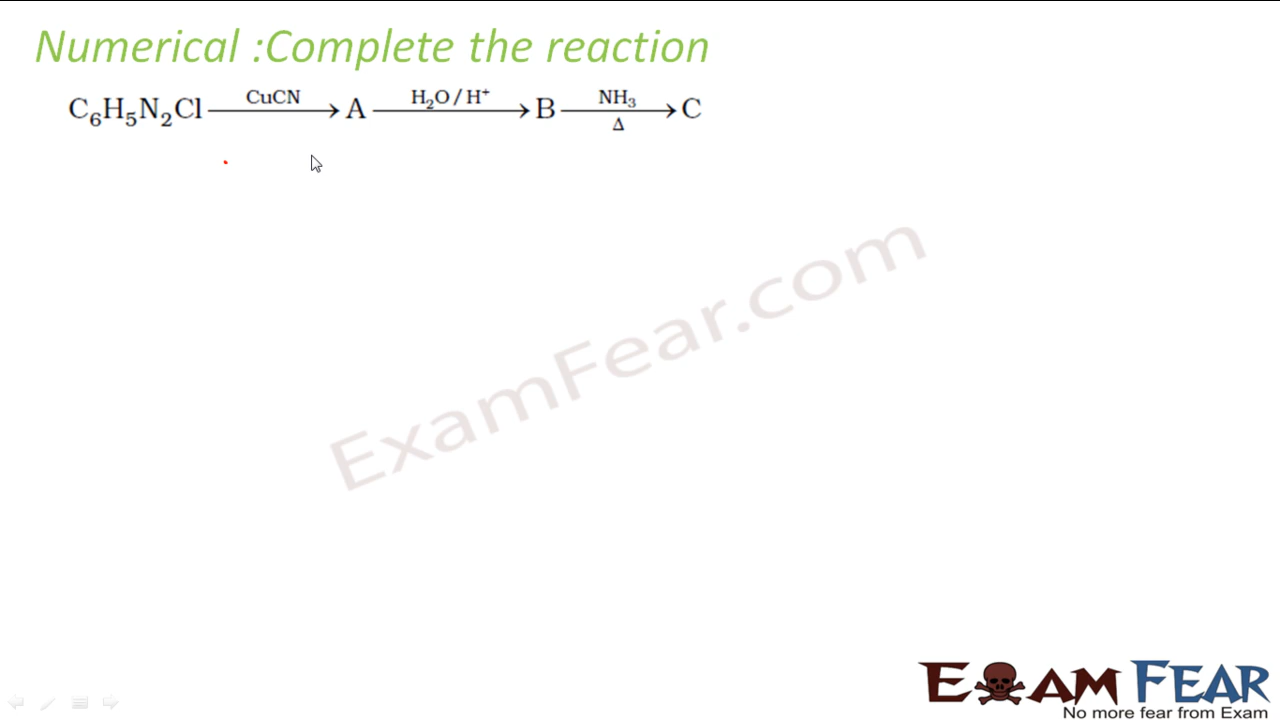 Numerical :Complete the reaction
C₆H₅N₂Cl —CuCN→ A —H₂O/H⁺→ B —NH₃/Δ→ C
ExamFear.com
EXAM FEAR
No more fear from Exam